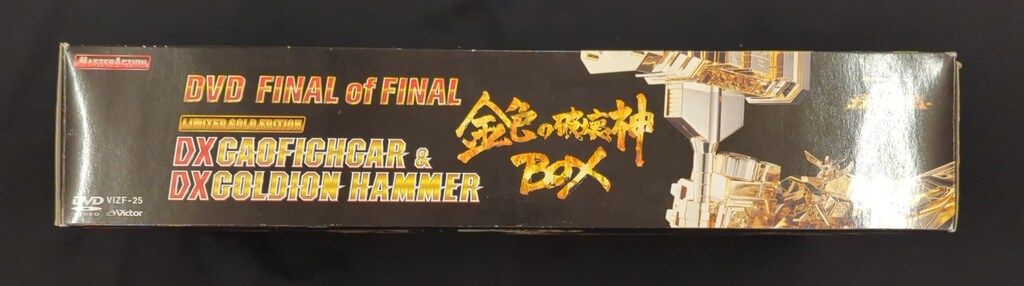 MASTERACTION
DVD FINAL of FINAL
LIMITED GOLD EDITION
DX GAOFIGHGAR &
DX GOLDION HAMMER
金色の破壊神
BOX
DVD VIZF-25
VIDEO Victor